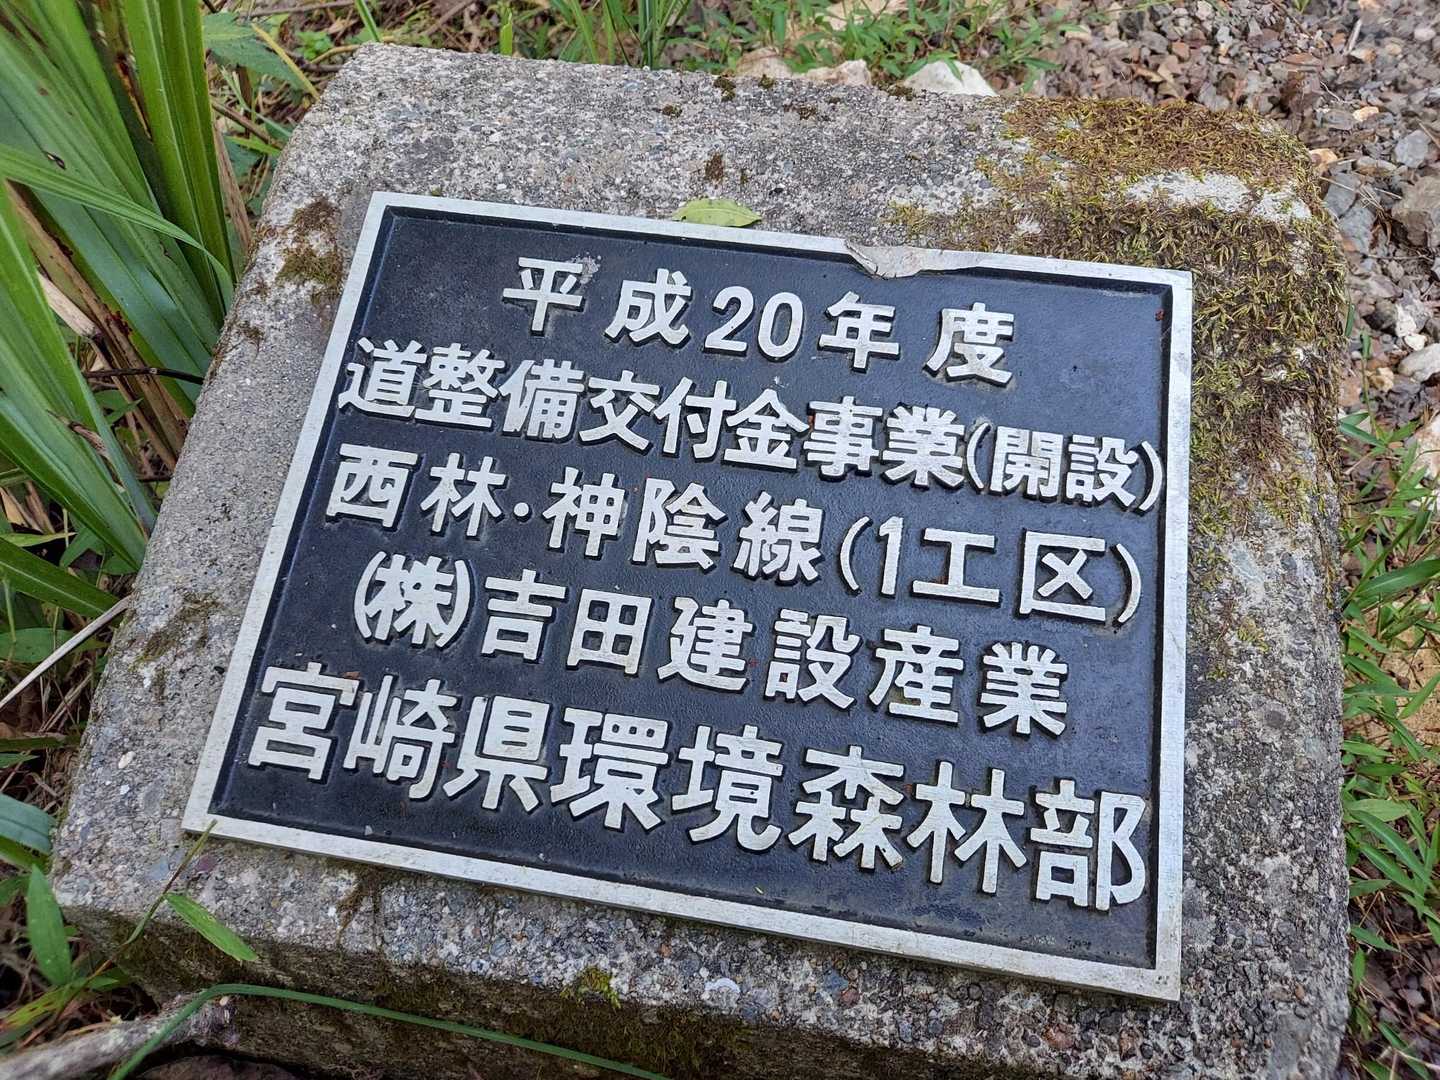 平成20年度
道整備交付金事業(開設)
西林・神陰線(1工区)
(株)吉田建設産業
宮崎県環境森林部